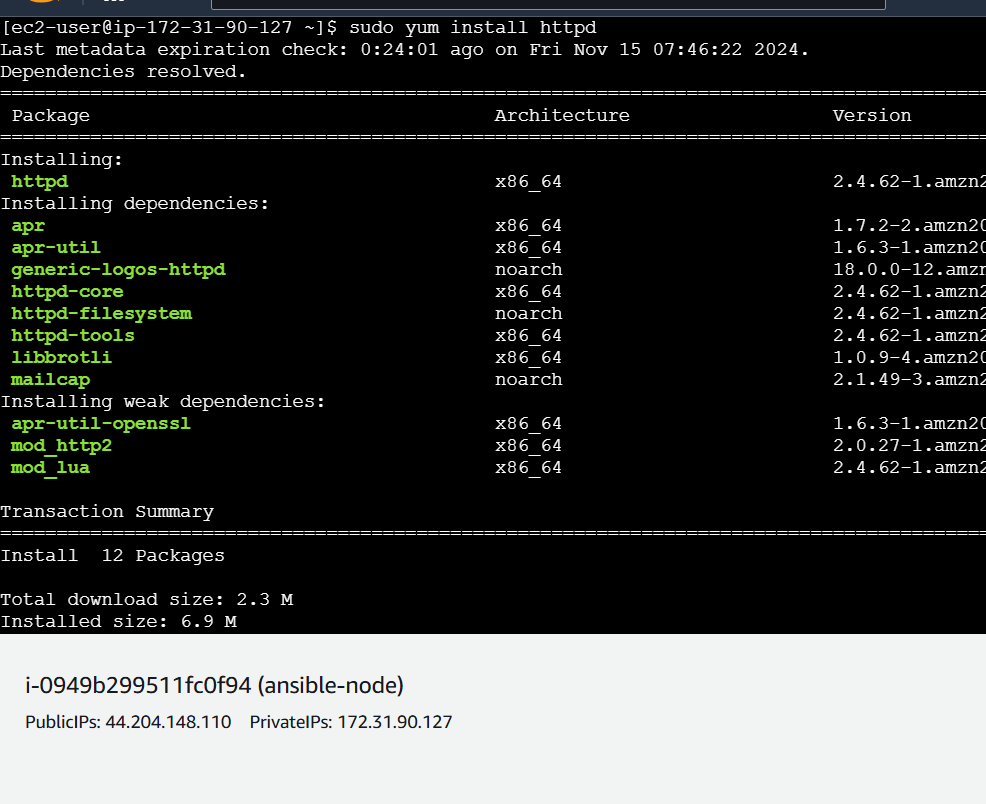 [ec2-user@ip-172-31-90-127 ~]$ sudo yum install httpd
Last metadata expiration check: 0:24:01 ago on Fri Nov 15 07:46:22 2024.
Dependencies resolved.
================================================================================
Package Architecture Version
================================================================================
Installing:
httpd x86_64 2.4.62-1.amzn2
Installing dependencies:
apr x86_64 1.7.2-2.amzn20
apr-util x86_64 1.6.3-1.amzn20
generic-logos-httpd noarch 18.0.0-12.amzn
httpd-core x86_64 2.4.62-1.amzn2
httpd-filesystem noarch 2.4.62-1.amzn2
httpd-tools x86_64 2.4.62-1.amzn2
libbrotli x86_64 1.0.9-4.amzn20
mailcap noarch 2.1.49-3.amzn2
Installing weak dependencies:
apr-util-openssl x86_64 1.6.3-1.amzn20
mod_http2 x86_64 2.0.27-1.amzn2
mod_lua x86_64 2.4.62-1.amzn2
Transaction Summary
================================================================================
Install 12 Packages
Total download size: 2.3 M
Installed size: 6.9 M
i-0949b299511fc0f94 (ansible-node)
PublicIPs: 44.204.148.110 PrivateIPs: 172.31.90.127